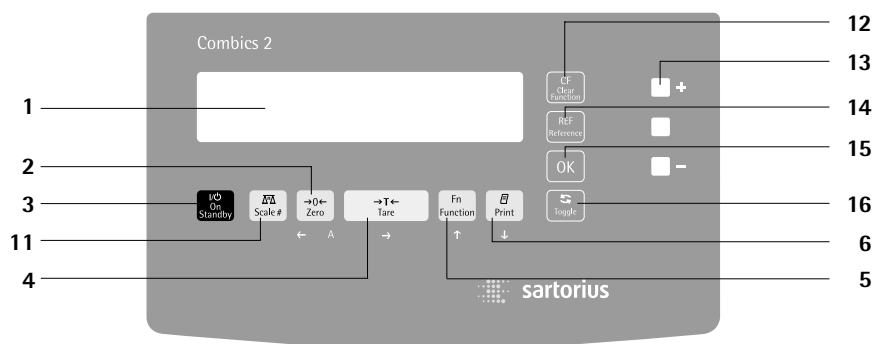 Combics 2
12
CF
Clear
Function
13
+
1
REF
Reference
14
2
OK
15
–
3
I/⏻
On
Standby
Scale #
→0←
Zero
→T←
Tare
Fn
Function
Print
Toggle
16
11
← A → ↑ ↓
6
4
5
sartorius